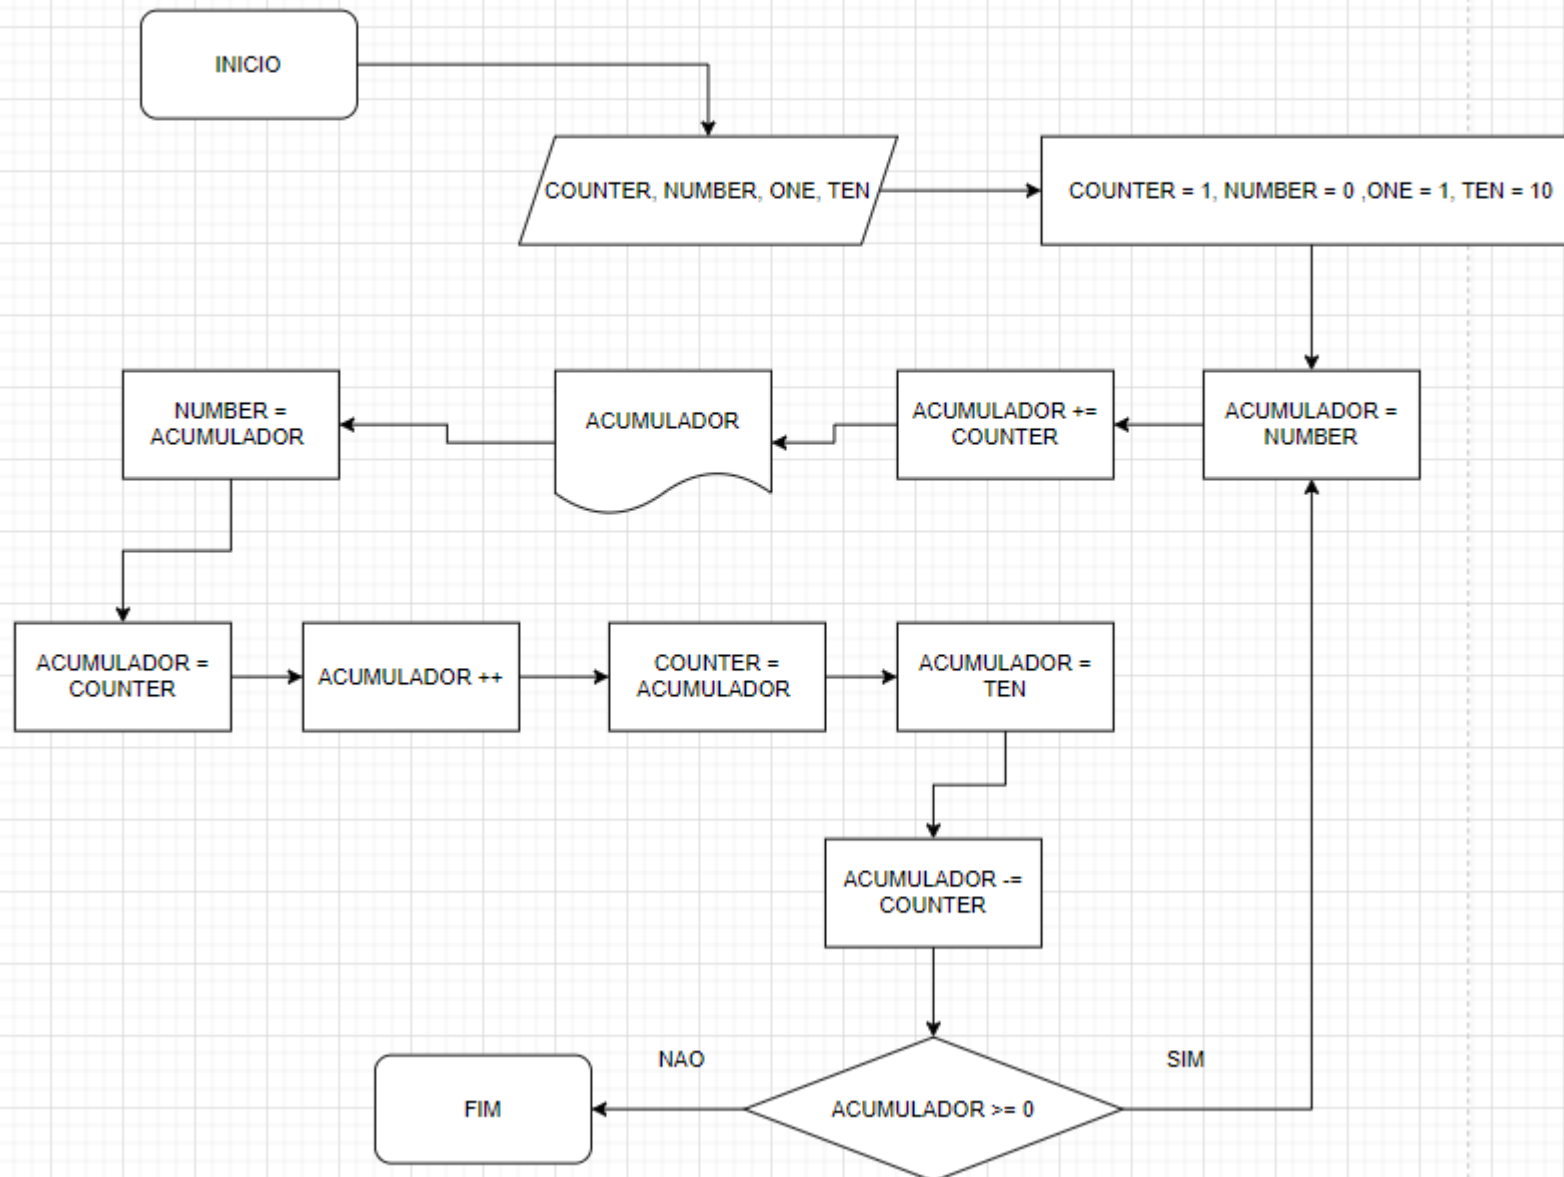 INICIO
COUNTER, NUMBER, ONE, TEN
COUNTER = 1, NUMBER = 0 ,ONE = 1, TEN = 10
ACUMULADOR =
NUMBER
ACUMULADOR +=
COUNTER
ACUMULADOR
NUMBER =
ACUMULADOR
ACUMULADOR =
COUNTER
ACUMULADOR ++
COUNTER =
ACUMULADOR
ACUMULADOR =
TEN
ACUMULADOR -=
COUNTER
ACUMULADOR >= 0
NAO
SIM
FIM